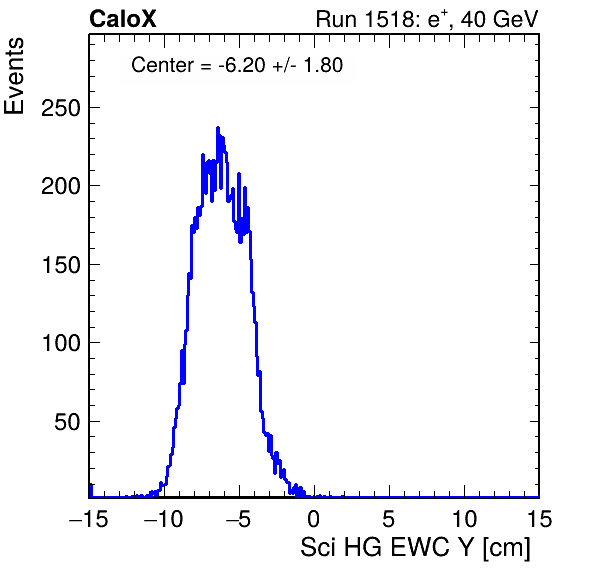 CaloX Run 1518: e⁺, 40 GeV
Center = -6.20 +/- 1.80
Events
250
200
150
100
50
−15 −10 −5 0 5 10 15
Sci HG EWC Y [cm]